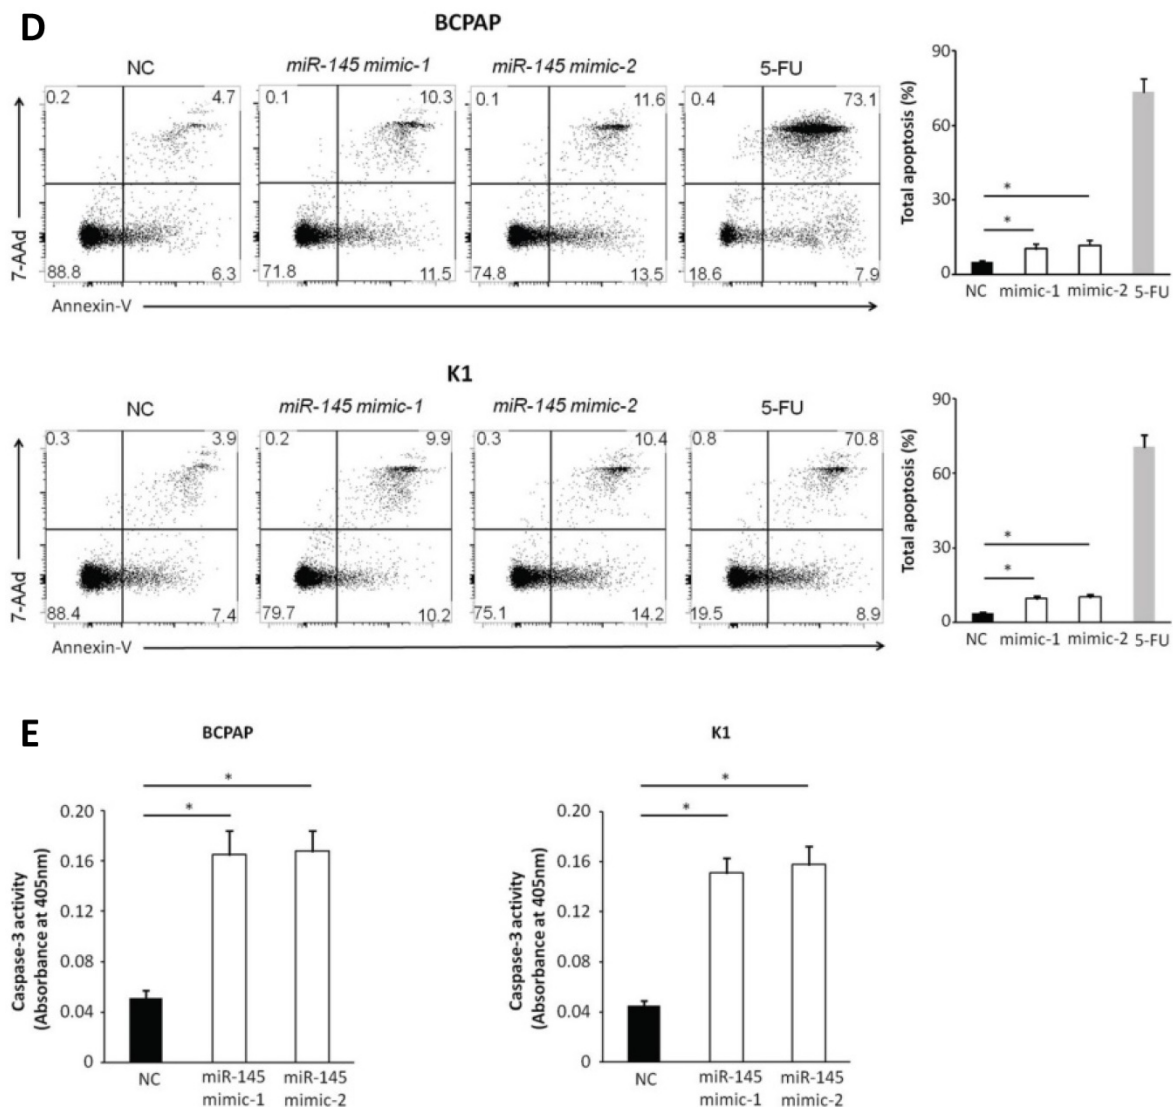 D
BCPAP
NC
miR-145 mimic-1
miR-145 mimic-2
5-FU
0.2 4.7
0.1 10.3
0.1 11.6
0.4 73.1
88.8 6.3
71.8 11.5
74.8 13.5
18.6 7.9
7-AAd
Annexin-V
Total apoptosis (%)
90
60
30
0
*
*
NC mimic-1 mimic-2 5-FU
K1
NC
miR-145 mimic-1
miR-145 mimic-2
5-FU
0.3 3.9
0.2 9.9
0.3 10.4
0.8 70.8
88.4 7.4
79.7 10.2
75.1 14.2
19.5 8.9
7-AAd
Annexin-V
Total apoptosis (%)
90
60
30
0
*
*
NC mimic-1 mimic-2 5-FU
E
BCPAP
Caspase-3 activity
(Absorbance at 405nm)
0.20
0.16
0.12
0.08
0.04
0
*
*
NC miR-145 miR-145
mimic-1 mimic-2
K1
Caspase-3 activity
(Absorbance at 405nm)
0.20
0.16
0.12
0.08
0.04
0
*
*
NC miR-145 miR-145
mimic-1 mimic-2